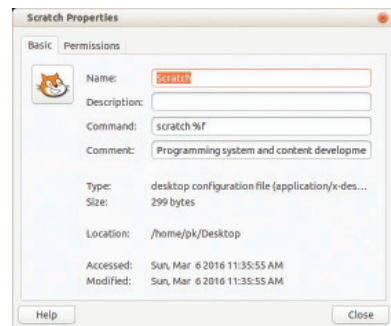 Scratch Properties
Basic Permissions
Name: Scratch
Description:
Command: scratch %f
Comment: Programming system and content developme
Type: desktop configuration file (application/x-des...
Size: 299 bytes
Location: /home/pk/Desktop
Accessed: Sun, Mar 6 2016 11:35:55 AM
Modified: Sun, Mar 6 2016 11:35:55 AM
Help Close